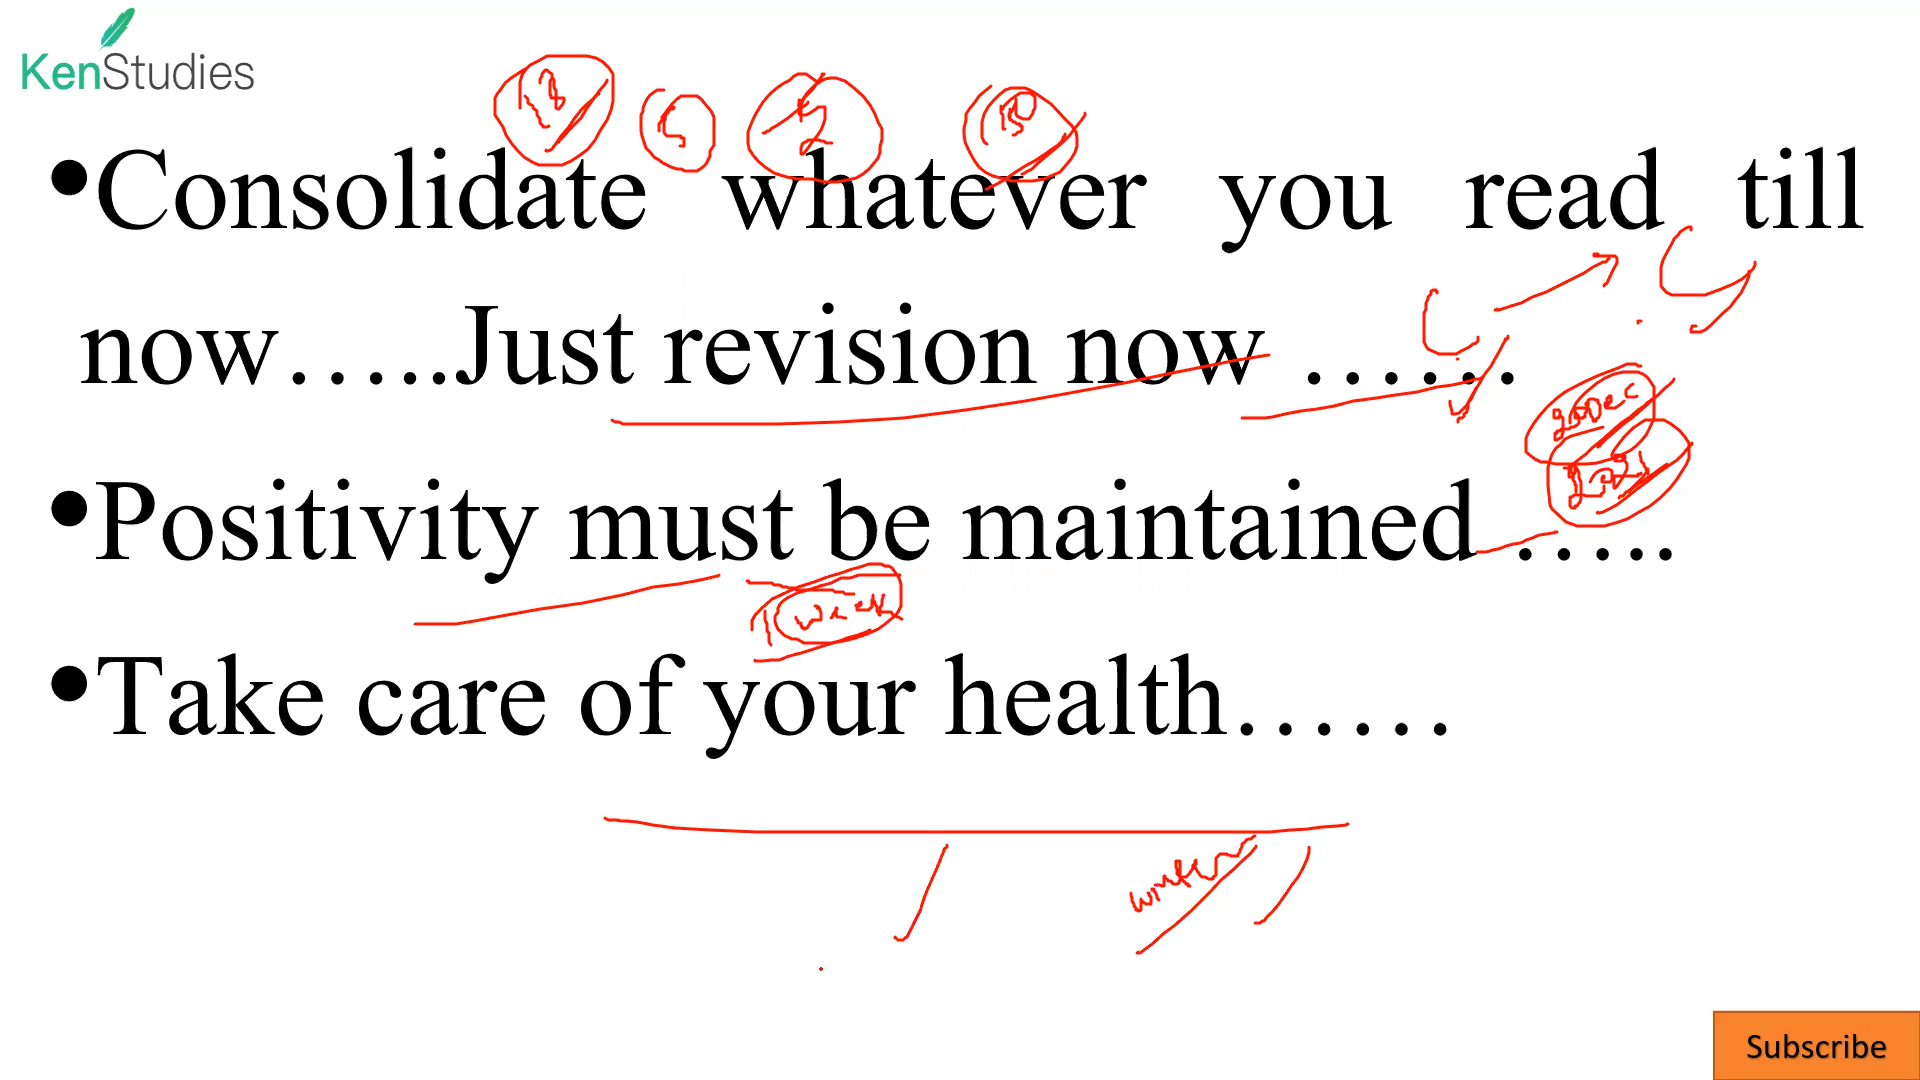 KenStudies
•Consolidate whatever you read till
now…..Just revision now ……
•Positivity must be maintained …..
week
•Take care of your health……
Subscribe